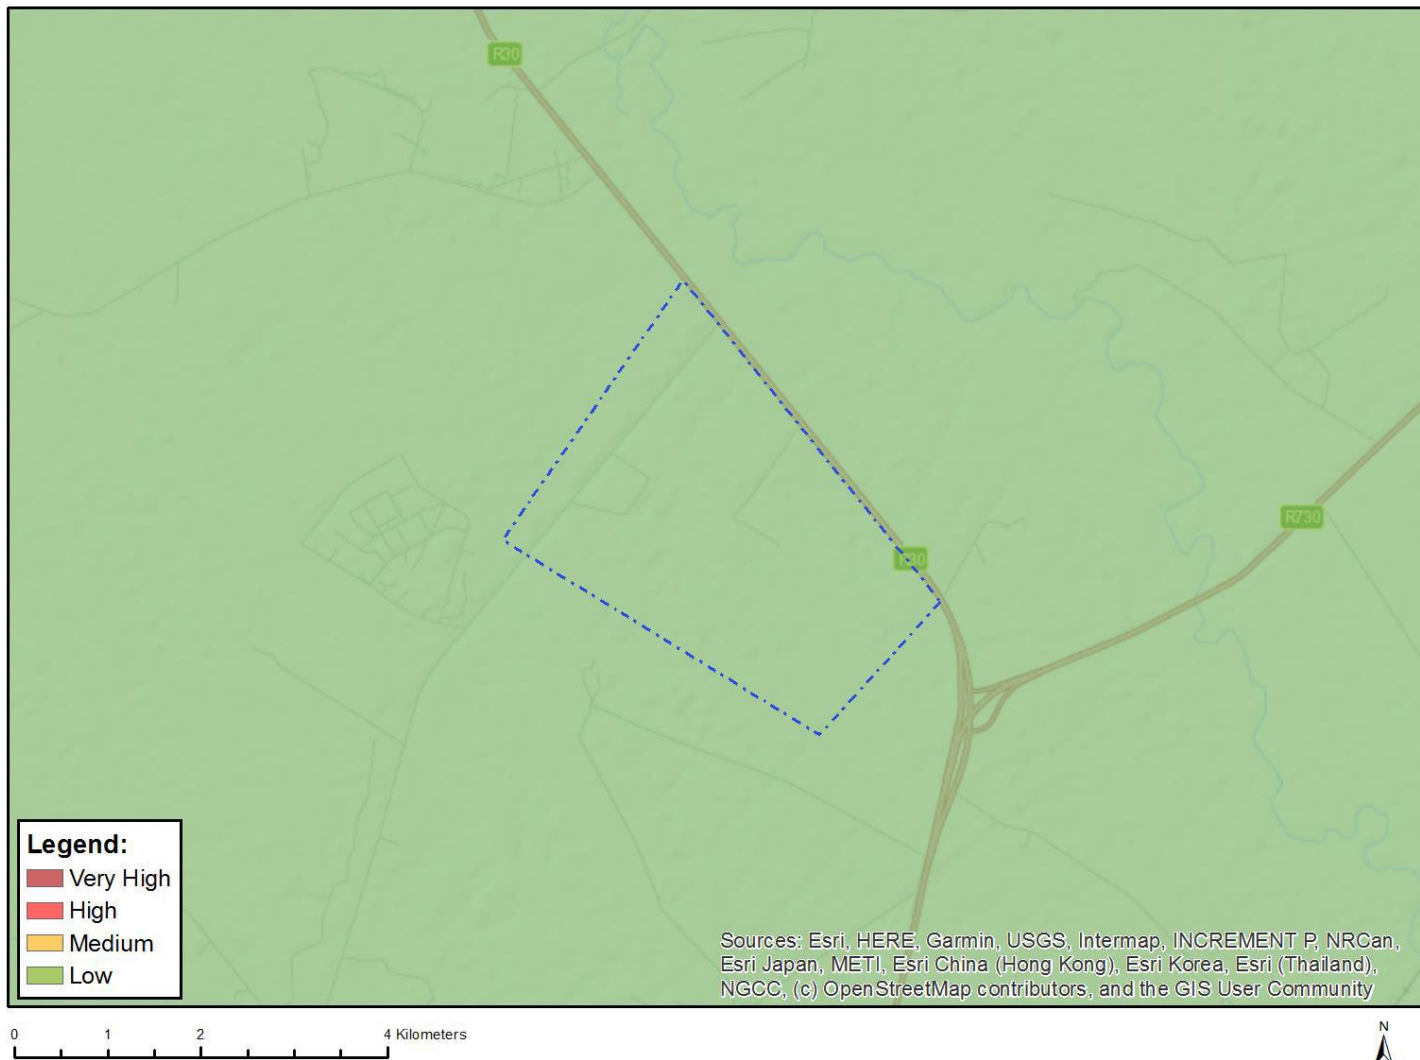 R30
R730
R30
Legend:
Very High
High
Medium
Low
Sources: Esri, HERE, Garmin, USGS, Intermap, INCREMENT P, NRCan,
Esri Japan, METI, Esri China (Hong Kong), Esri Korea, Esri (Thailand),
NGCC, (c) OpenStreetMap contributors, and the GIS User Community
0 1 2 4 Kilometers
N